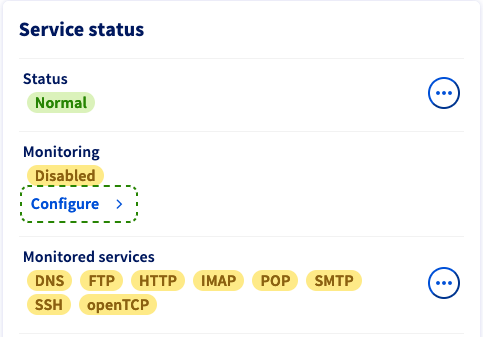 Service status
Status
Normal
Monitoring
Disabled
Configure
Monitored services
DNS FTP HTTP IMAP POP SMTP
SSH openTCP